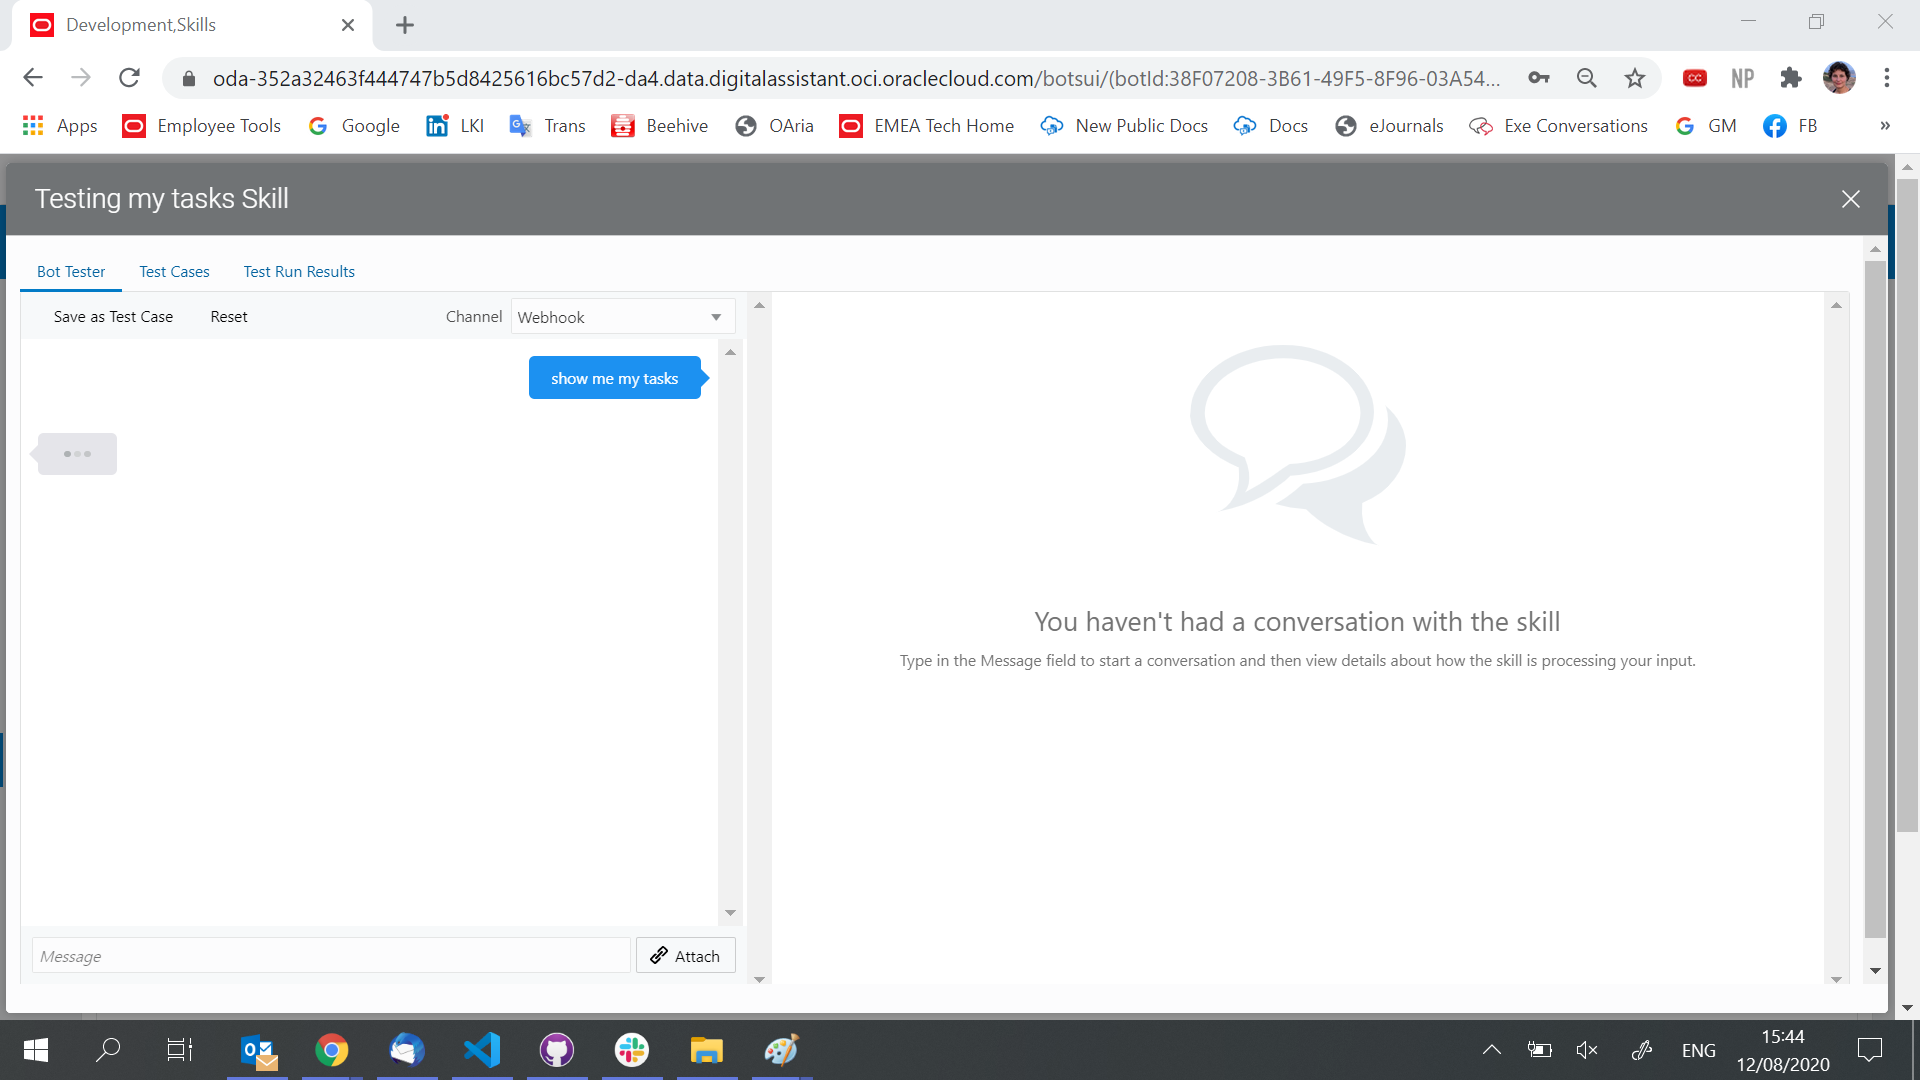 Development,Skills
oda-352a32463f444747b5d8425616bc57d2-da4.data.digitalassistant.oci.oraclecloud.com/botsui/(botId:38F07208-3B61-49F5-8F96-03A54...
CC
NP
Apps
Employee Tools
Google
LKI
Trans
Beehive
OAria
EMEA Tech Home
New Public Docs
Docs
eJournals
Exe Conversations
GM
FB
»
Testing my tasks Skill
Bot Tester
Test Cases
Test Run Results
Save as Test Case
Reset
Channel
Webhook
show me my tasks
You haven't had a conversation with the skill
Type in the Message field to start a conversation and then view details about how the skill is processing your input.
Message
Attach
ENG
15:44
12/08/2020